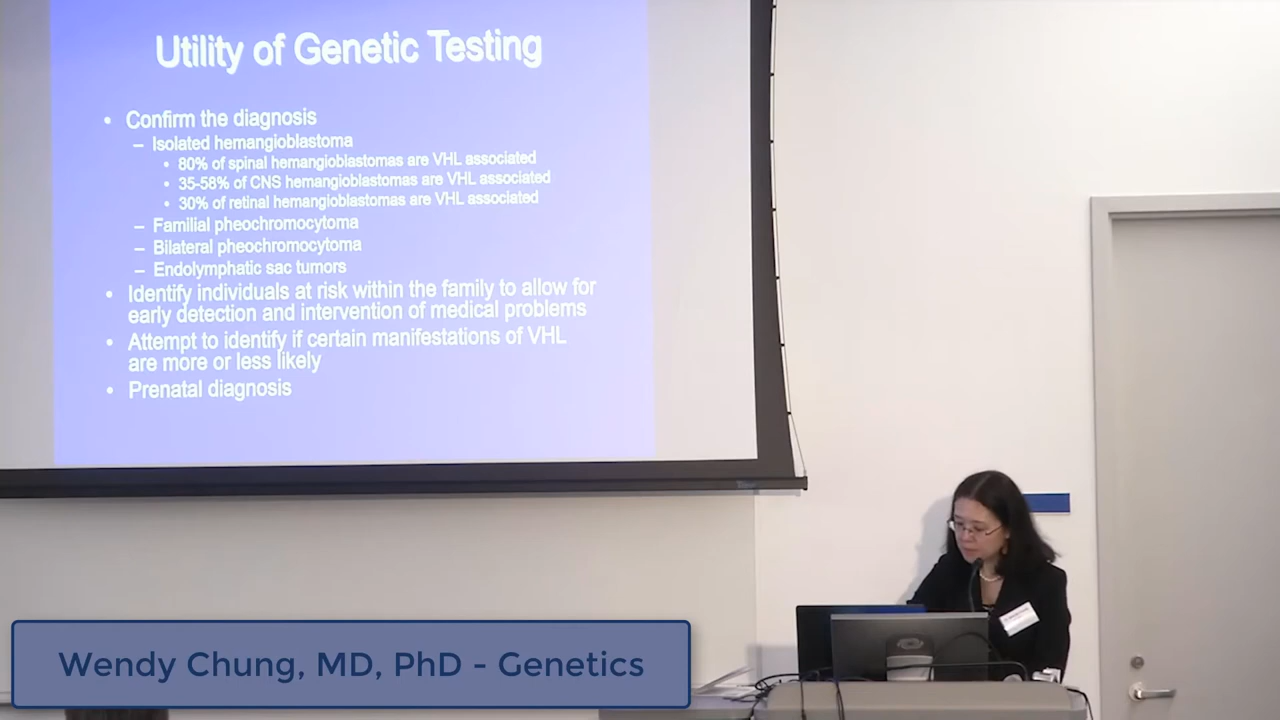 Utility of Genetic Testing
• Confirm the diagnosis
– Isolated hemangioblastoma
• 80% of spinal hemangioblastomas are VHL associated
• 35-58% of CNS hemangioblastomas are VHL associated
• 30% of retinal hemangioblastomas are VHL associated
– Familial pheochromocytoma
– Bilateral pheochromocytoma
– Endolymphatic sac tumors
• Identify individuals at risk within the family to allow for
early detection and intervention of medical problems
• Attempt to identify if certain manifestations of VHL
are more or less likely
• Prenatal diagnosis
Wendy Chung, MD, PhD - Genetics